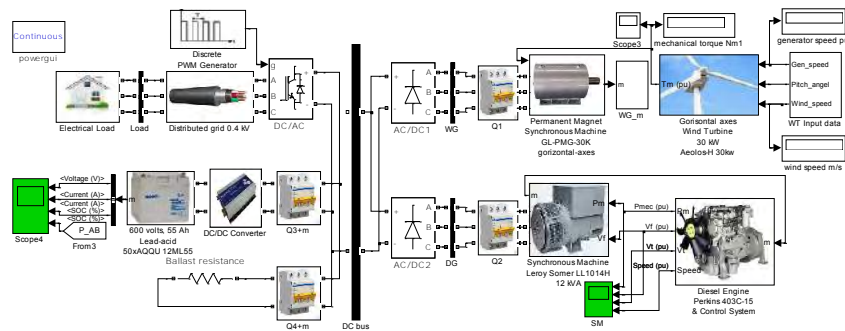 Continuous
powergui
Discrete
PWM Generator
g
A
B
C
+
-
DC/AC
Electrical Load
Load
Distributed grid 0.4 kV
<Voltage (V)>
<Current (A)>
<Current (A)>
<SOC (%)>
<SOC (%)>
P_AB
From3
Scope4
m
600 volts, 55 Ah
Lead-acid
50xAQQU 12ML55
DC/DC Converter
Q3+m
Ballast resistance
Q4+m
DC bus
+
-
A
B
C
AC/DC1
WG
Q1
Permanent Magnet
Synchronous Machine
GL-PMG-30K
gorizontal-axes
m
WG_m
Scope3
mechanical torque Nm1
Tm (pu)
Gorisontal axes
Wind Turbine
30 kW
Aeolos-H 30kw
generator speed pu
Gen_speed
Pitch_angel
Wind_speed
WT Input data
wind speed m/s
+
-
A
B
C
AC/DC2
DG
Q2
m
Pm
Vf
Synchronous Machine
Leroy Somer LL1014H
12 kVA
SM
Pmec (pu)
Vf (pu)
Vt (pu)
Speed (pu)
Pm
Vf
Vt
Speed
m
Diesel Engine
Perkins 403C-15
& Control System